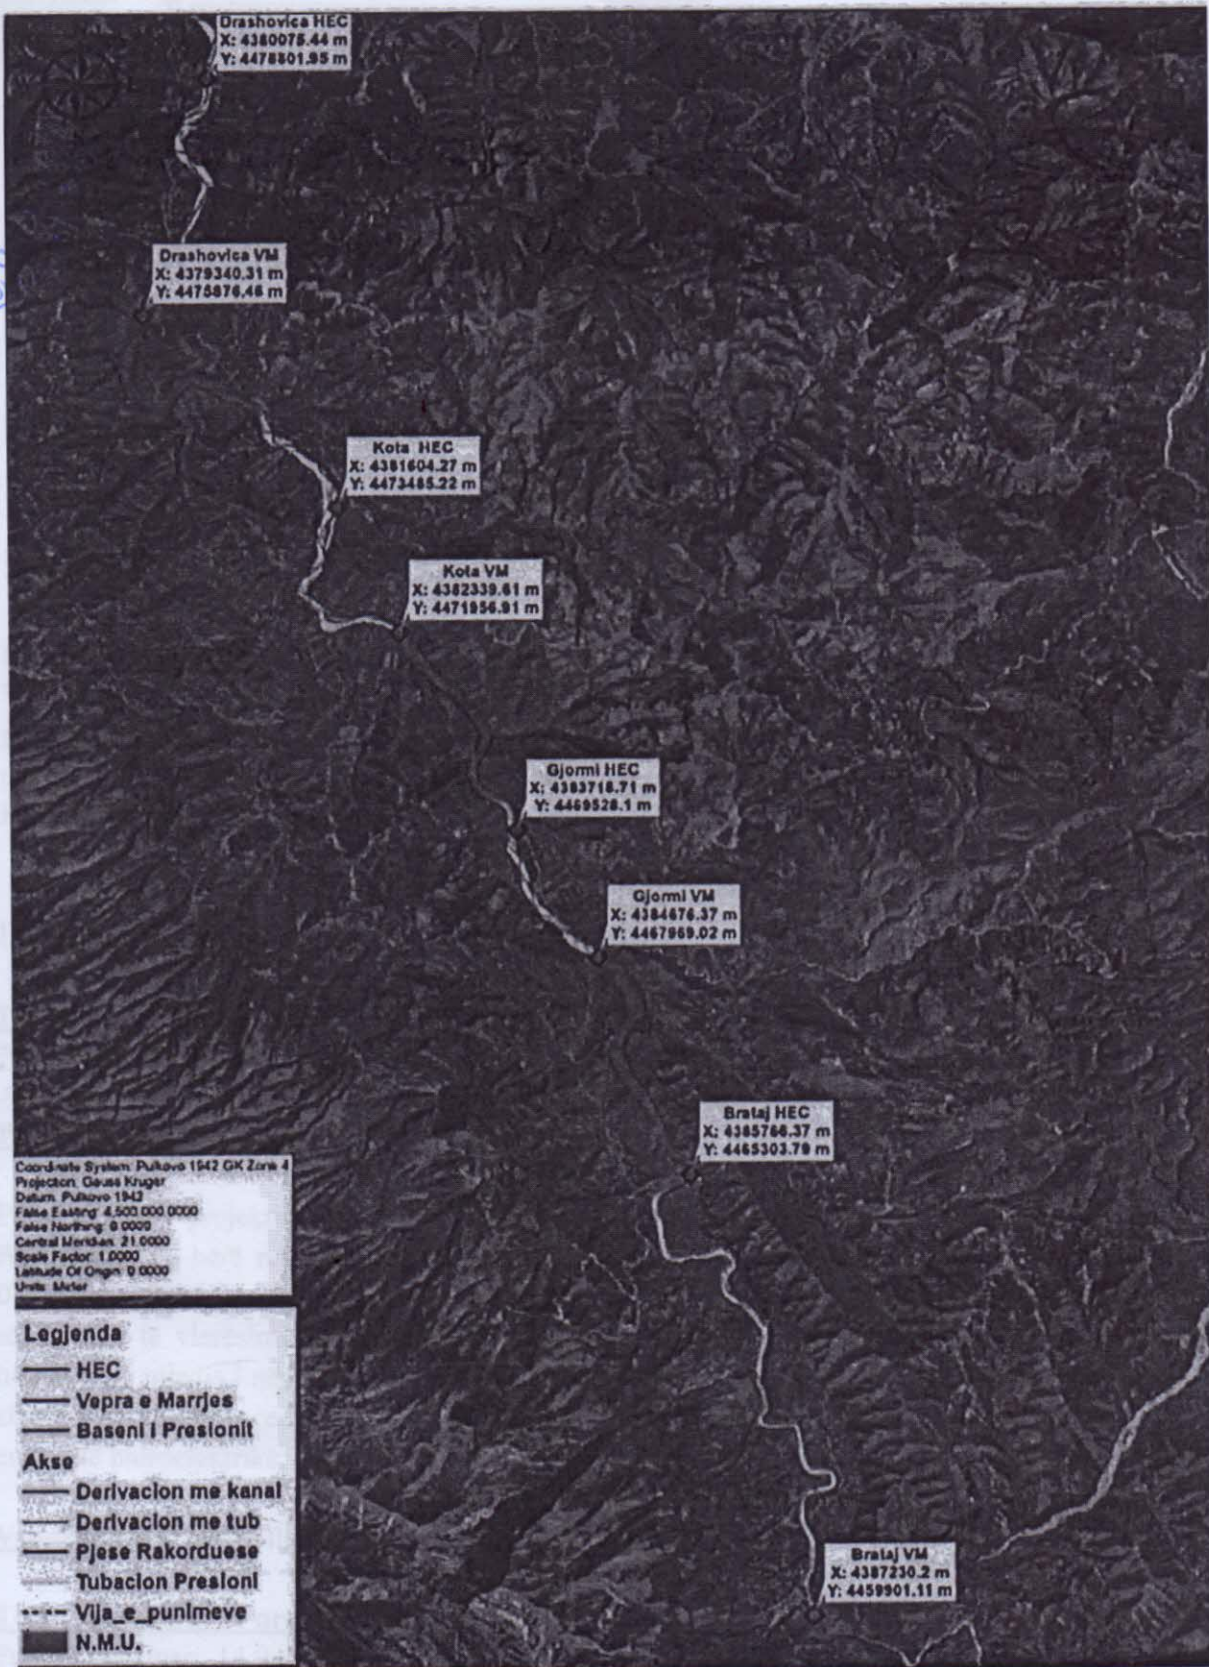 Drashovica HEC
X: 4380075.44 m
Y: 4478801.95 m
Drashovica VM
X: 4379340.31 m
Y: 4475876.46 m
Kota HEC
X: 4381604.27 m
Y: 4473485.22 m
Kota VM
X: 4382339.61 m
Y: 4471956.91 m
Gjormi HEC
X: 4383718.71 m
Y: 4469528.1 m
Gjormi VM
X: 4384676.37 m
Y: 4467969.02 m
Brataj HEC
X: 4385766.37 m
Y: 4465303.79 m
Coordinate System: Pulkovo 1942 GK Zone 4
Projection: Gauss Kruger
Datum: Pulkovo 1942
False Easting: 4,500,000.0000
False Northing: 0.0000
Central Meridian: 21.0000
Scale Factor: 1.0000
Latitude Of Origin: 0.0000
Units: Meter
Legjenda
HEC
Vepra e Marrjes
Baseni i Presionit
Akse
Derivacion me kanal
Derivacion me tub
Pjese Rakorduese
Tubacion Presioni
Vija_e_punimeve
N.M.U.
Brataj VM
X: 4387230.2 m
Y: 4459901.11 m